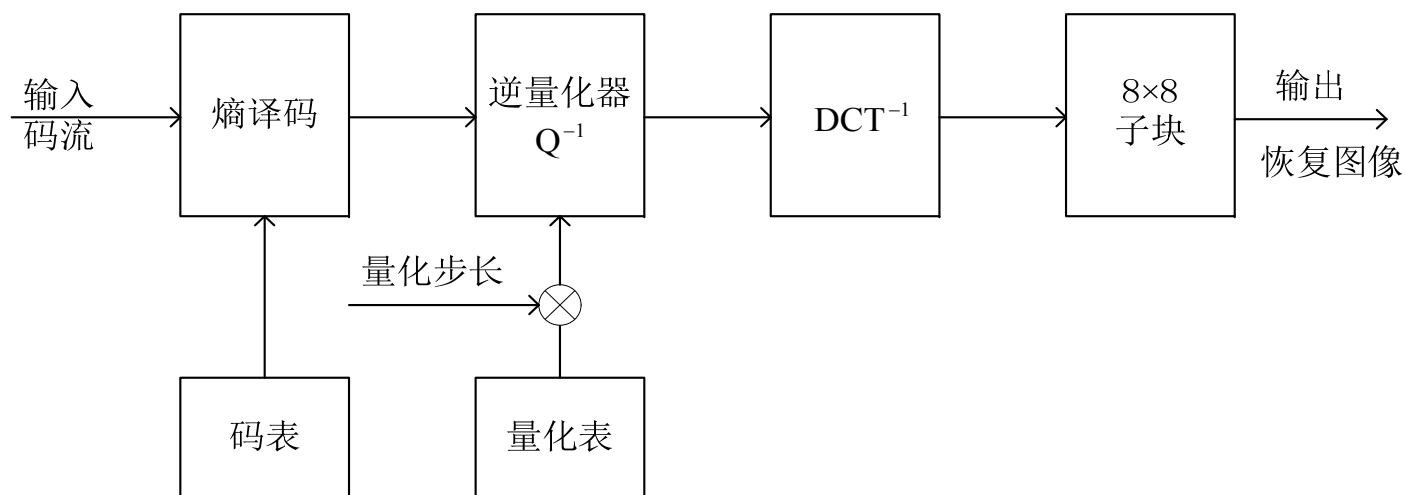 输入
码流
熵译码
逆量化器
Q⁻¹
DCT⁻¹
8×8
子块
输出
恢复图像
量化步长
码表
量化表